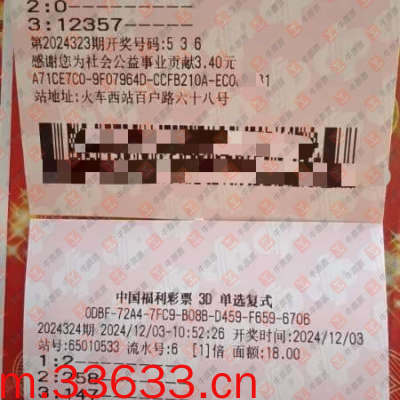 2:0---------
3:12357-----
第2024323期开奖号码:5 3 6
感谢您为社会公益事业贡献3.40元
A71CE7C0-9F07964D-CCFB210A-EC0
站地址:火车西站百户路六十八号
中国福利彩票 3D 单选复式
0DBF-72A4-7FC9-B08B-D459-F659-6706
2024324期 2024/12/03-10:52:26 开奖时间:2024/12/03
站号:65010533 流水号:6 [1]倍 面额:18.00
1:2
2:258
3:347
m.33633.cn